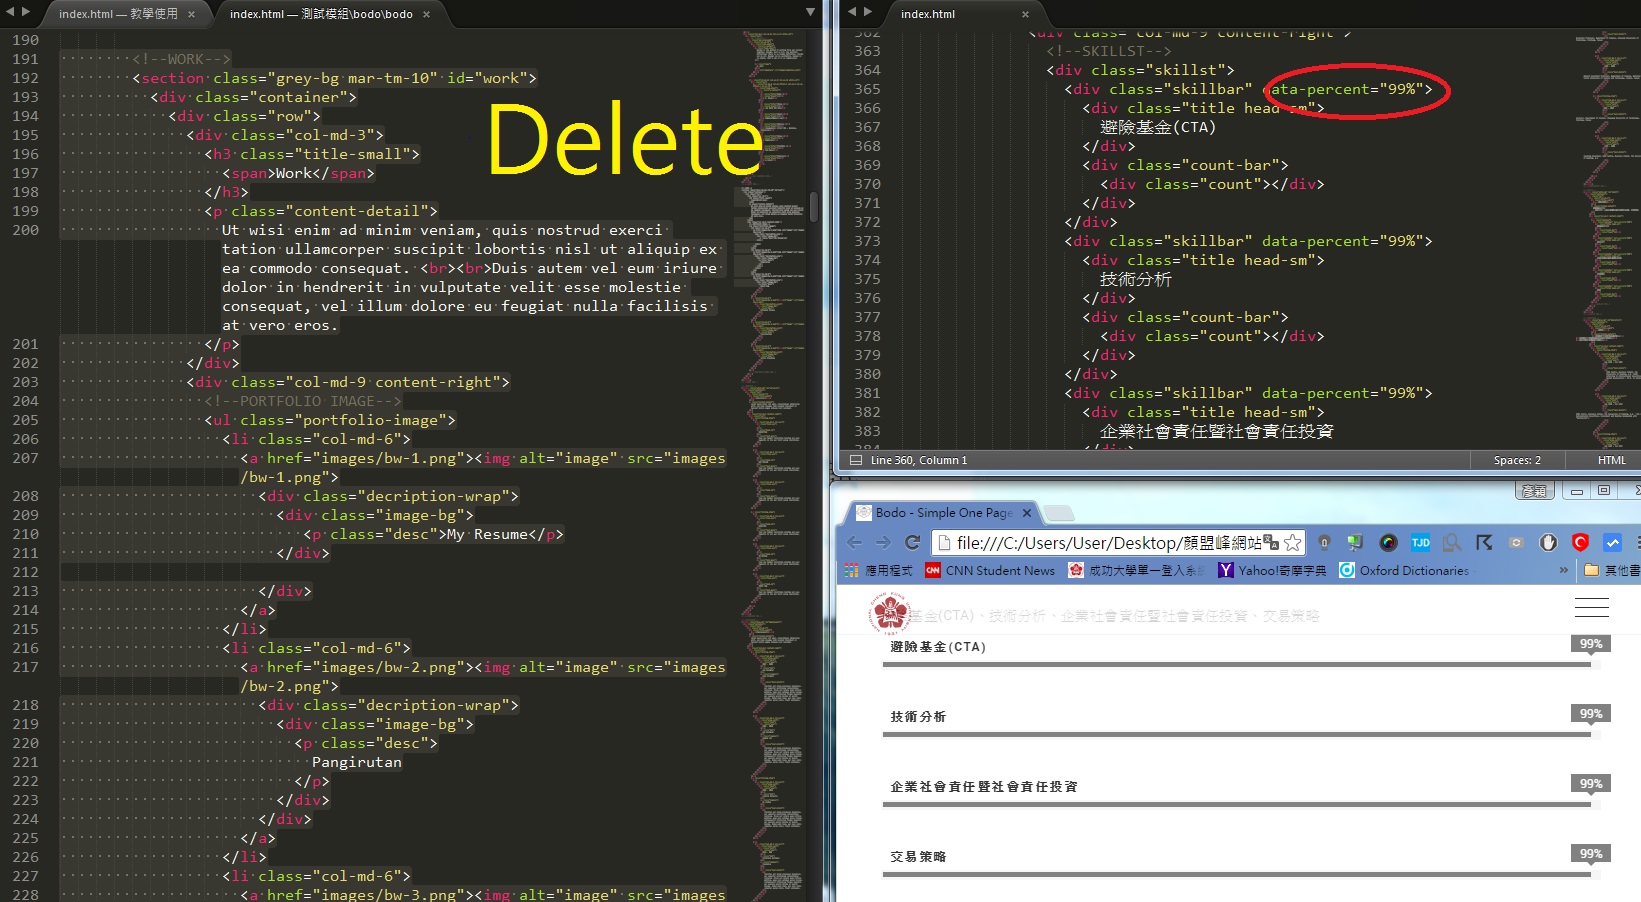 index.html — 教學使用 ×
index.html — 測試模組\bodo\bodo ×
190
191 <!--WORK-->
192 <section class="grey-bg mar-tm-10" id="work">
193 <div class="container">
194 <div class="row">
195 <div class="col-md-3">
196 <h3 class="title-small">
197 <span>Work</span>
198 </h3>
199 <p class="content-detail">
200 Ut wisi enim ad minim veniam, quis nostrud exerci
tation ullamcorper suscipit lobortis nisl ut aliquip ex
ea commodo consequat. <br><br>Duis autem vel eum iriure
dolor in hendrerit in vulputate velit esse molestie
consequat, vel illum dolore eu feugiat nulla facilisis
at vero eros.
201 </p>
202 </div>
203 <div class="col-md-9 content-right">
204 <!--PORTFOLIO IMAGE-->
205 <ul class="portfolio-image">
206 <li class="col-md-6">
207 <a href="images/bw-1.png"><img alt="image" src="images
/bw-1.png">
208 <div class="decription-wrap">
209 <div class="image-bg">
210 <p class="desc">My Resume</p>
211 </div>
212
213 </div>
214 </a>
215 </li>
216 <li class="col-md-6">
217 <a href="images/bw-2.png"><img alt="image" src="images
/bw-2.png">
218 <div class="decription-wrap">
219 <div class="image-bg">
220 <p class="desc">
221 Pangirutan
222 </p>
223 </div>
224 </div>
225 </a>
226 </li>
227 <li class="col-md-6">
228 <a href="images/bw-3.png"><img alt="image" src="images
Delete
index.html ×
362 <div class="col-md-9 content-right">
363 <!--SKILLST-->
364 <div class="skillst">
365 <div class="skillbar" data-percent="99%">
366 <div class="title head-sm">
367 避險基金(CTA)
368 </div>
369 <div class="count-bar">
370 <div class="count"></div>
371 </div>
372 </div>
373 <div class="skillbar" data-percent="99%">
374 <div class="title head-sm">
375 技術分析
376 </div>
377 <div class="count-bar">
378 <div class="count"></div>
379 </div>
380 </div>
381 <div class="skillbar" data-percent="99%">
382 <div class="title head-sm">
383 企業社會責任暨社會責任投資
384 </div>
Line 360, Column 1 Spaces: 2 HTML
Bodo - Simple One Page ×
file:///C:/Users/User/Desktop/顏盟峰網站
TJD
應用程式 CNN Student News 成功大學單一登入系統 Yahoo!奇摩字典 Oxford Dictionaries » 其他書
基金(CTA)、技術分析、企業社會責任暨社會責任投資、交易策略
避險基金(CTA) 99%
技術分析 99%
企業社會責任暨社會責任投資 99%
交易策略 99%